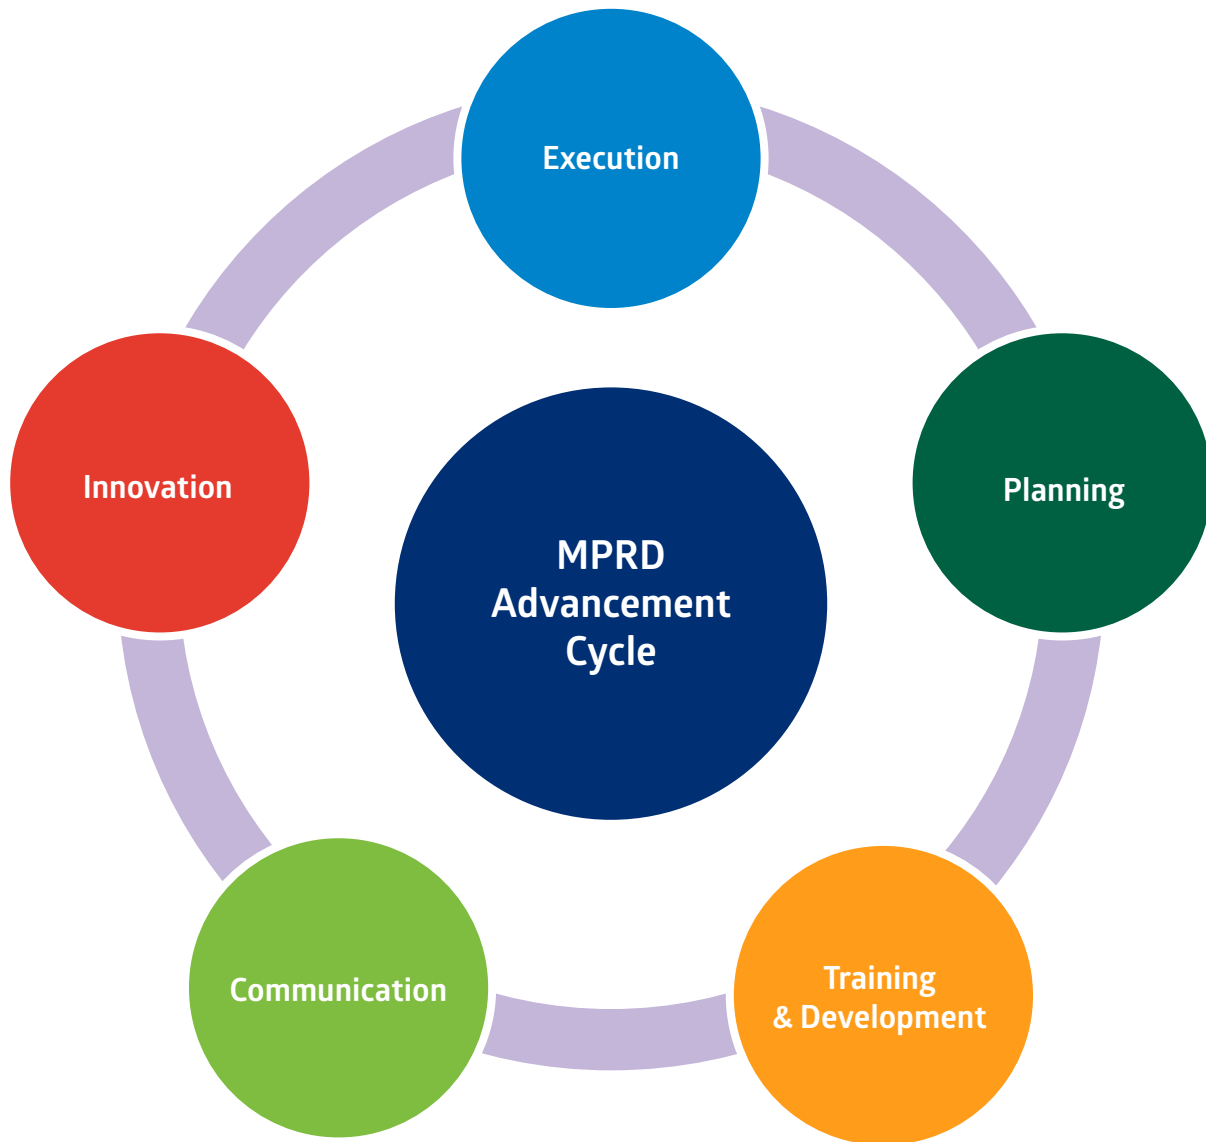 Execution
Innovation
Planning
MPRD
Advancement
Cycle
Communication
Training
& Development